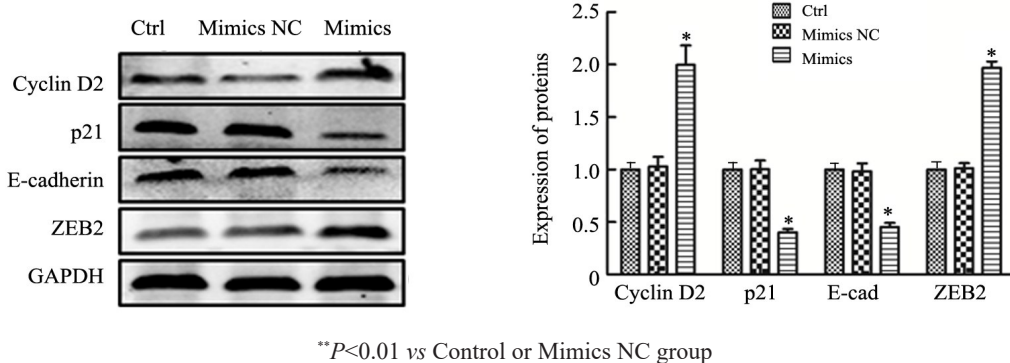 Ctrl Mimics NC Mimics
Cyclin D2
p21
E-cadherin
ZEB2
GAPDH
Expression of proteins
2.5
2.0
1.5
1.0
0.5
0
Ctrl
Mimics NC
Mimics
* * * *
Cyclin D2 p21 E-cad ZEB2
**P<0.01 vs Control or Mimics NC group